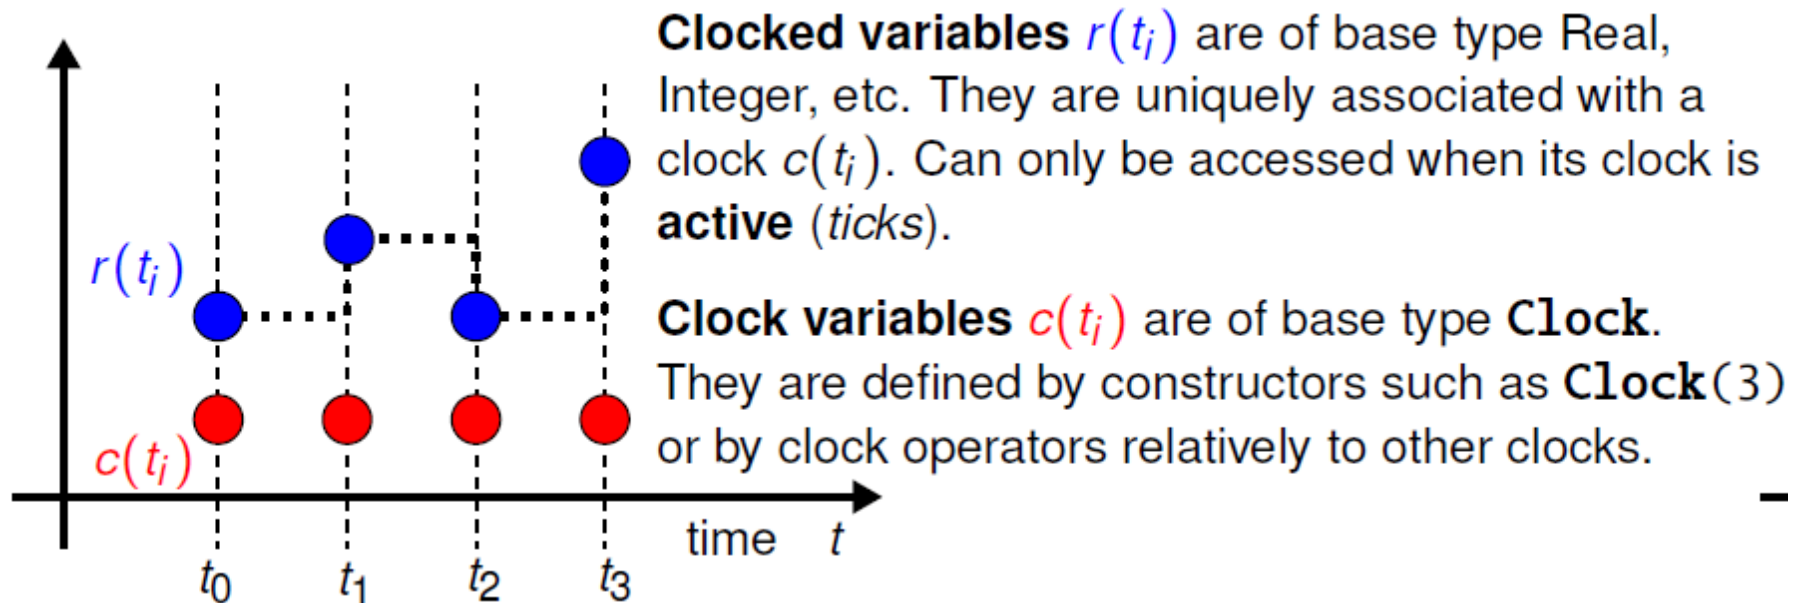 Clocked variables r(tᵢ) are of base type Real,
Integer, etc. They are uniquely associated with a
clock c(tᵢ). Can only be accessed when its clock is
active (ticks).
Clock variables c(tᵢ) are of base type Clock.
They are defined by constructors such as Clock(3)
or by clock operators relatively to other clocks.
r(tᵢ)
c(tᵢ)
time t
t₀ t₁ t₂ t₃